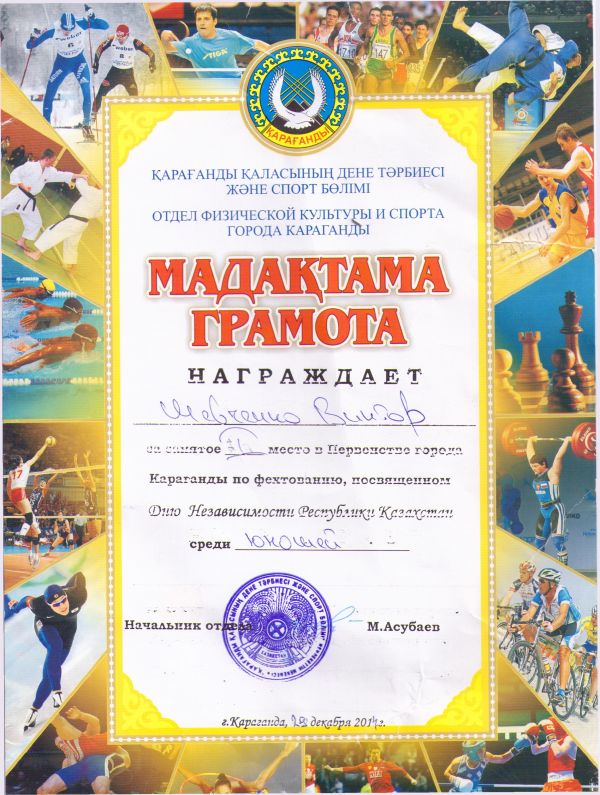 ҚАРАҒАНДЫ
ҚАРАҒАНДЫ ҚАЛАСЫНЫҢ ДЕНЕ ТӘРБИЕСІ
ЖӘНЕ СПОРТ БӨЛІМІ
ОТДЕЛ ФИЗИЧЕСКОЙ КУЛЬТУРЫ И СПОРТА
ГОРОДА КАРАГАНДЫ
МАДАҚТАМА
ГРАМОТА
НАГРАЖДАЕТ
Шевченко Виктор
за занятое место в Первенстве города
Караганды по фехтованию, посвященном
Дню Независимости Республики Казахстан
среди юношей
Начальник отдела М.Асубаев
г.Караганда, декабря 2014г.